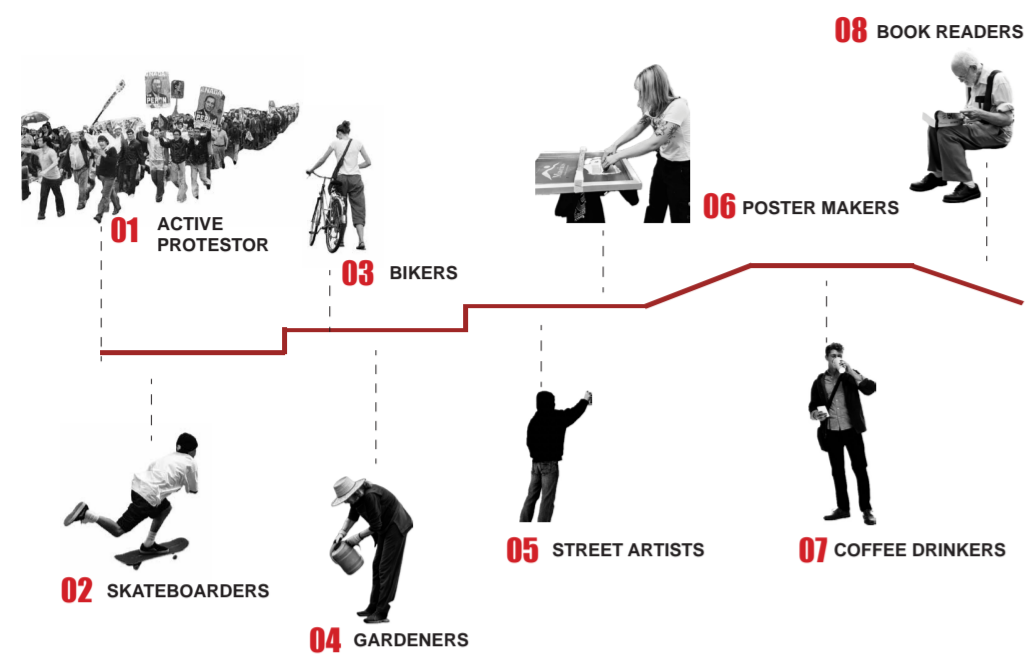 01 ACTIVE
PROTESTOR
02 SKATEBOARDERS
03 BIKERS
04 GARDENERS
05 STREET ARTISTS
06 POSTER MAKERS
07 COFFEE DRINKERS
08 BOOK READERS